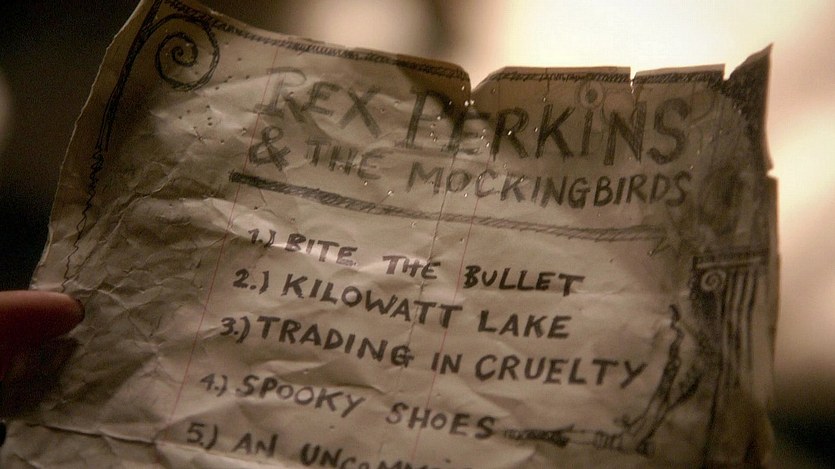 REX PERKINS
& THE MOCKINGBIRDS
1.) BITE THE BULLET
2.) KILOWATT LAKE
3.) TRADING IN CRUELTY
4.) SPOOKY SHOES
5.) AN